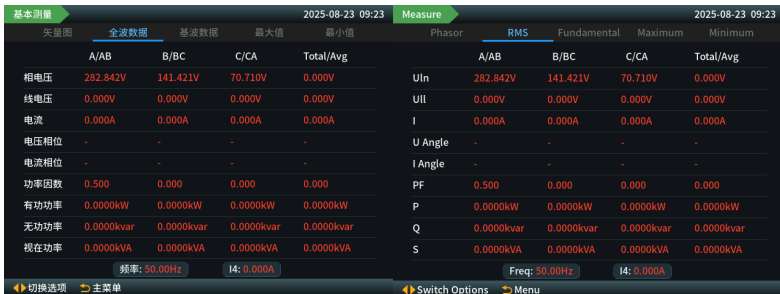 基本测量 2025-08-23 09:23
矢量图 全波数据 基波数据 最大值 最小值
A/AB B/BC C/CA Total/Avg
相电压 282.842V 141.421V 70.710V 0.000V
线电压 0.000V 0.000V 0.000V 0.000V
电流 0.000A 0.000A 0.000A 0.000A
电压相位 - - - -
电流相位 - - - -
功率因数 0.500 0.000 0.000 0.000
有功功率 0.0000kW 0.0000kW 0.0000kW 0.0000kW
无功功率 0.0000kvar 0.0000kvar 0.0000kvar 0.0000kvar
视在功率 0.0000kVA 0.0000kVA 0.0000kVA 0.0000kVA
频率: 50.00Hz I4: 0.000A
切换选项 主菜单
Measure 2025-08-23 09:23
Phasor RMS Fundamental Maximum Minimum
A/AB B/BC C/CA Total/Avg
Uln 282.842V 141.421V 70.710V 0.000V
Ull 0.000V 0.000V 0.000V 0.000V
I 0.000A 0.000A 0.000A 0.000A
U Angle - - - -
I Angle - - - -
PF 0.500 0.000 0.000 0.000
P 0.0000kW 0.0000kW 0.0000kW 0.0000kW
Q 0.0000kvar 0.0000kvar 0.0000kvar 0.0000kvar
S 0.0000kVA 0.0000kVA 0.0000kVA 0.0000kVA
Freq: 50.00Hz I4: 0.000A
Switch Options Menu